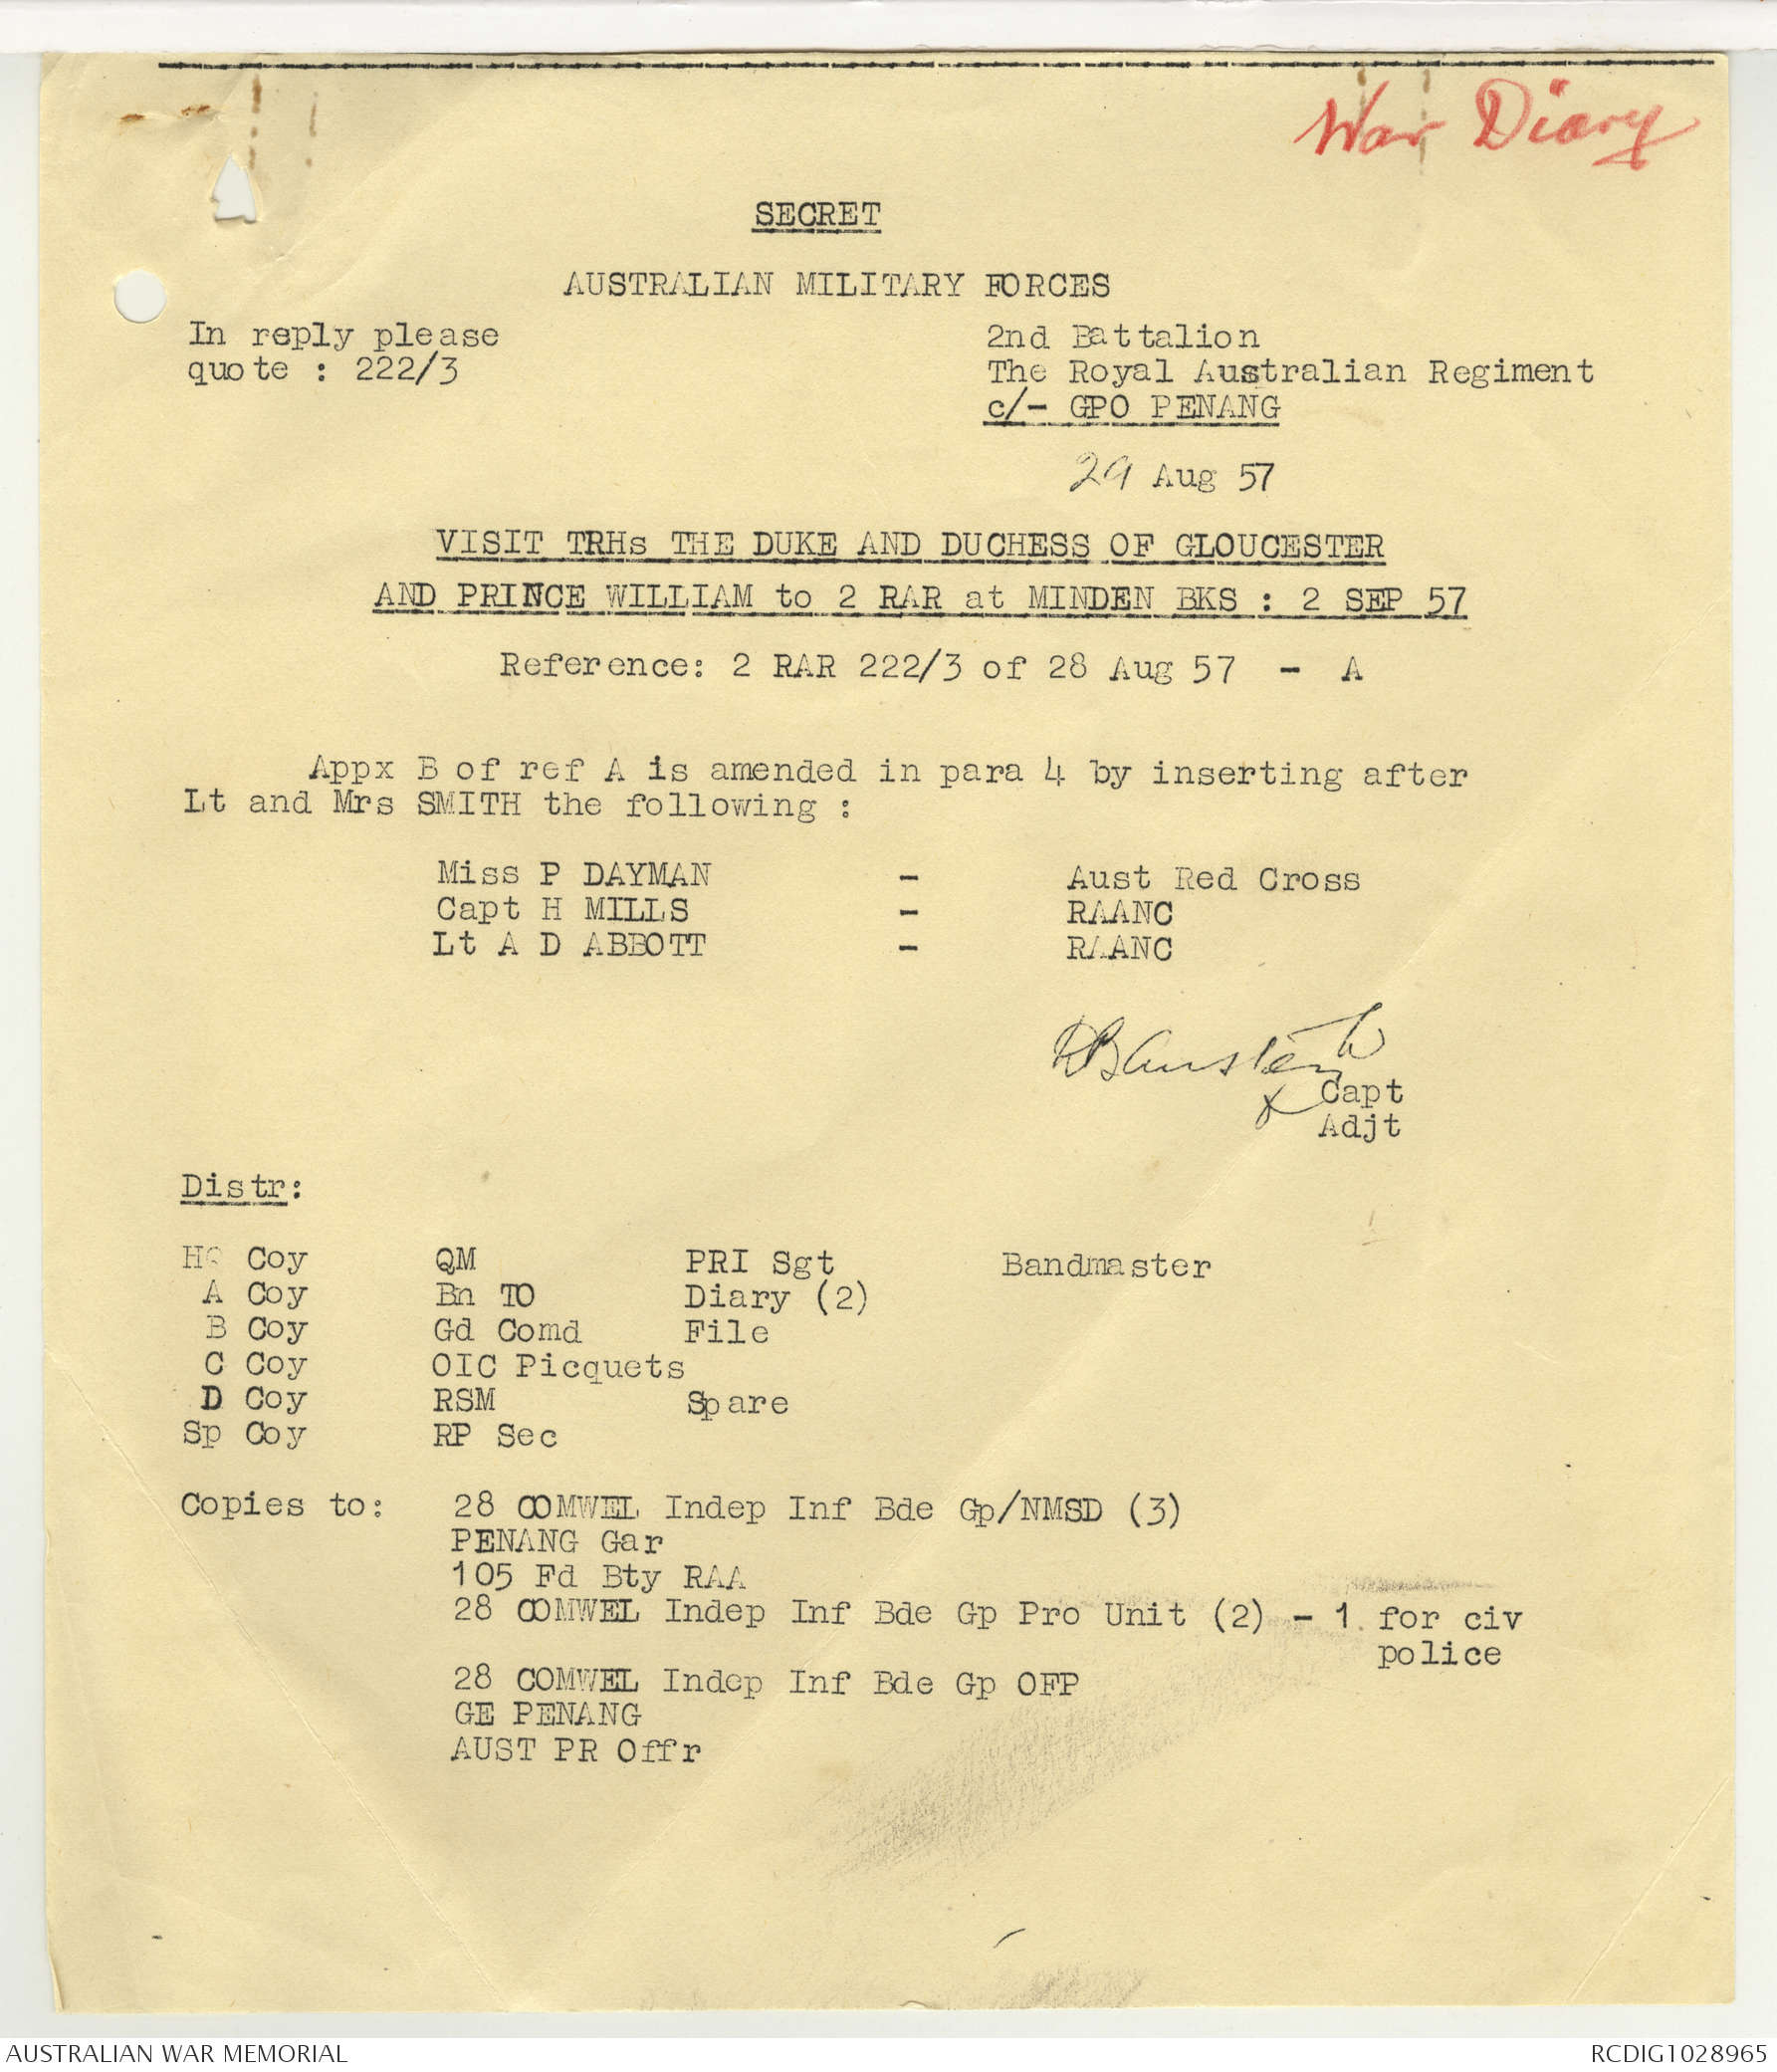 War Diary
SECRET
AUSTRALIAN MILITARY FORCES
In reply please
quote : 222/3
2nd Battalion
The Royal Australian Regiment
c/- GPO PENANG
29 Aug 57
VISIT TRHs THE DUKE AND DUCHESS OF GLOUCESTER
AND PRINCE WILLIAM to 2 RAR at MINDEN BKS : 2 SEP 57
Reference: 2 RAR 222/3 of 28 Aug 57 - A
Appx B of ref A is amended in para 4 by inserting after
Lt and Mrs SMITH the following :
Miss P DAYMAN - Aust Red Cross
Capt H MILLS - RAANC
Lt A D ABBOTT - RAANC
Capt
Adjt
Distr:
HQ Coy QM PRI Sgt Bandmaster
A Coy Bn TO Diary (2)
B Coy Gd Comd File
C Coy OIC Picquets
D Coy RSM Spare
Sp Coy RP Sec
Copies to: 28 COMWEL Indep Inf Bde Gp/NMSD (3)
PENANG Gar
105 Fd Bty RAA
28 COMWEL Indep Inf Bde Gp Pro Unit (2) - 1 for civ
police
28 COMWEL Indep Inf Bde Gp OFP
GE PENANG
AUST PR Offr
AUSTRALIAN WAR MEMORIAL
RCDIG1028965